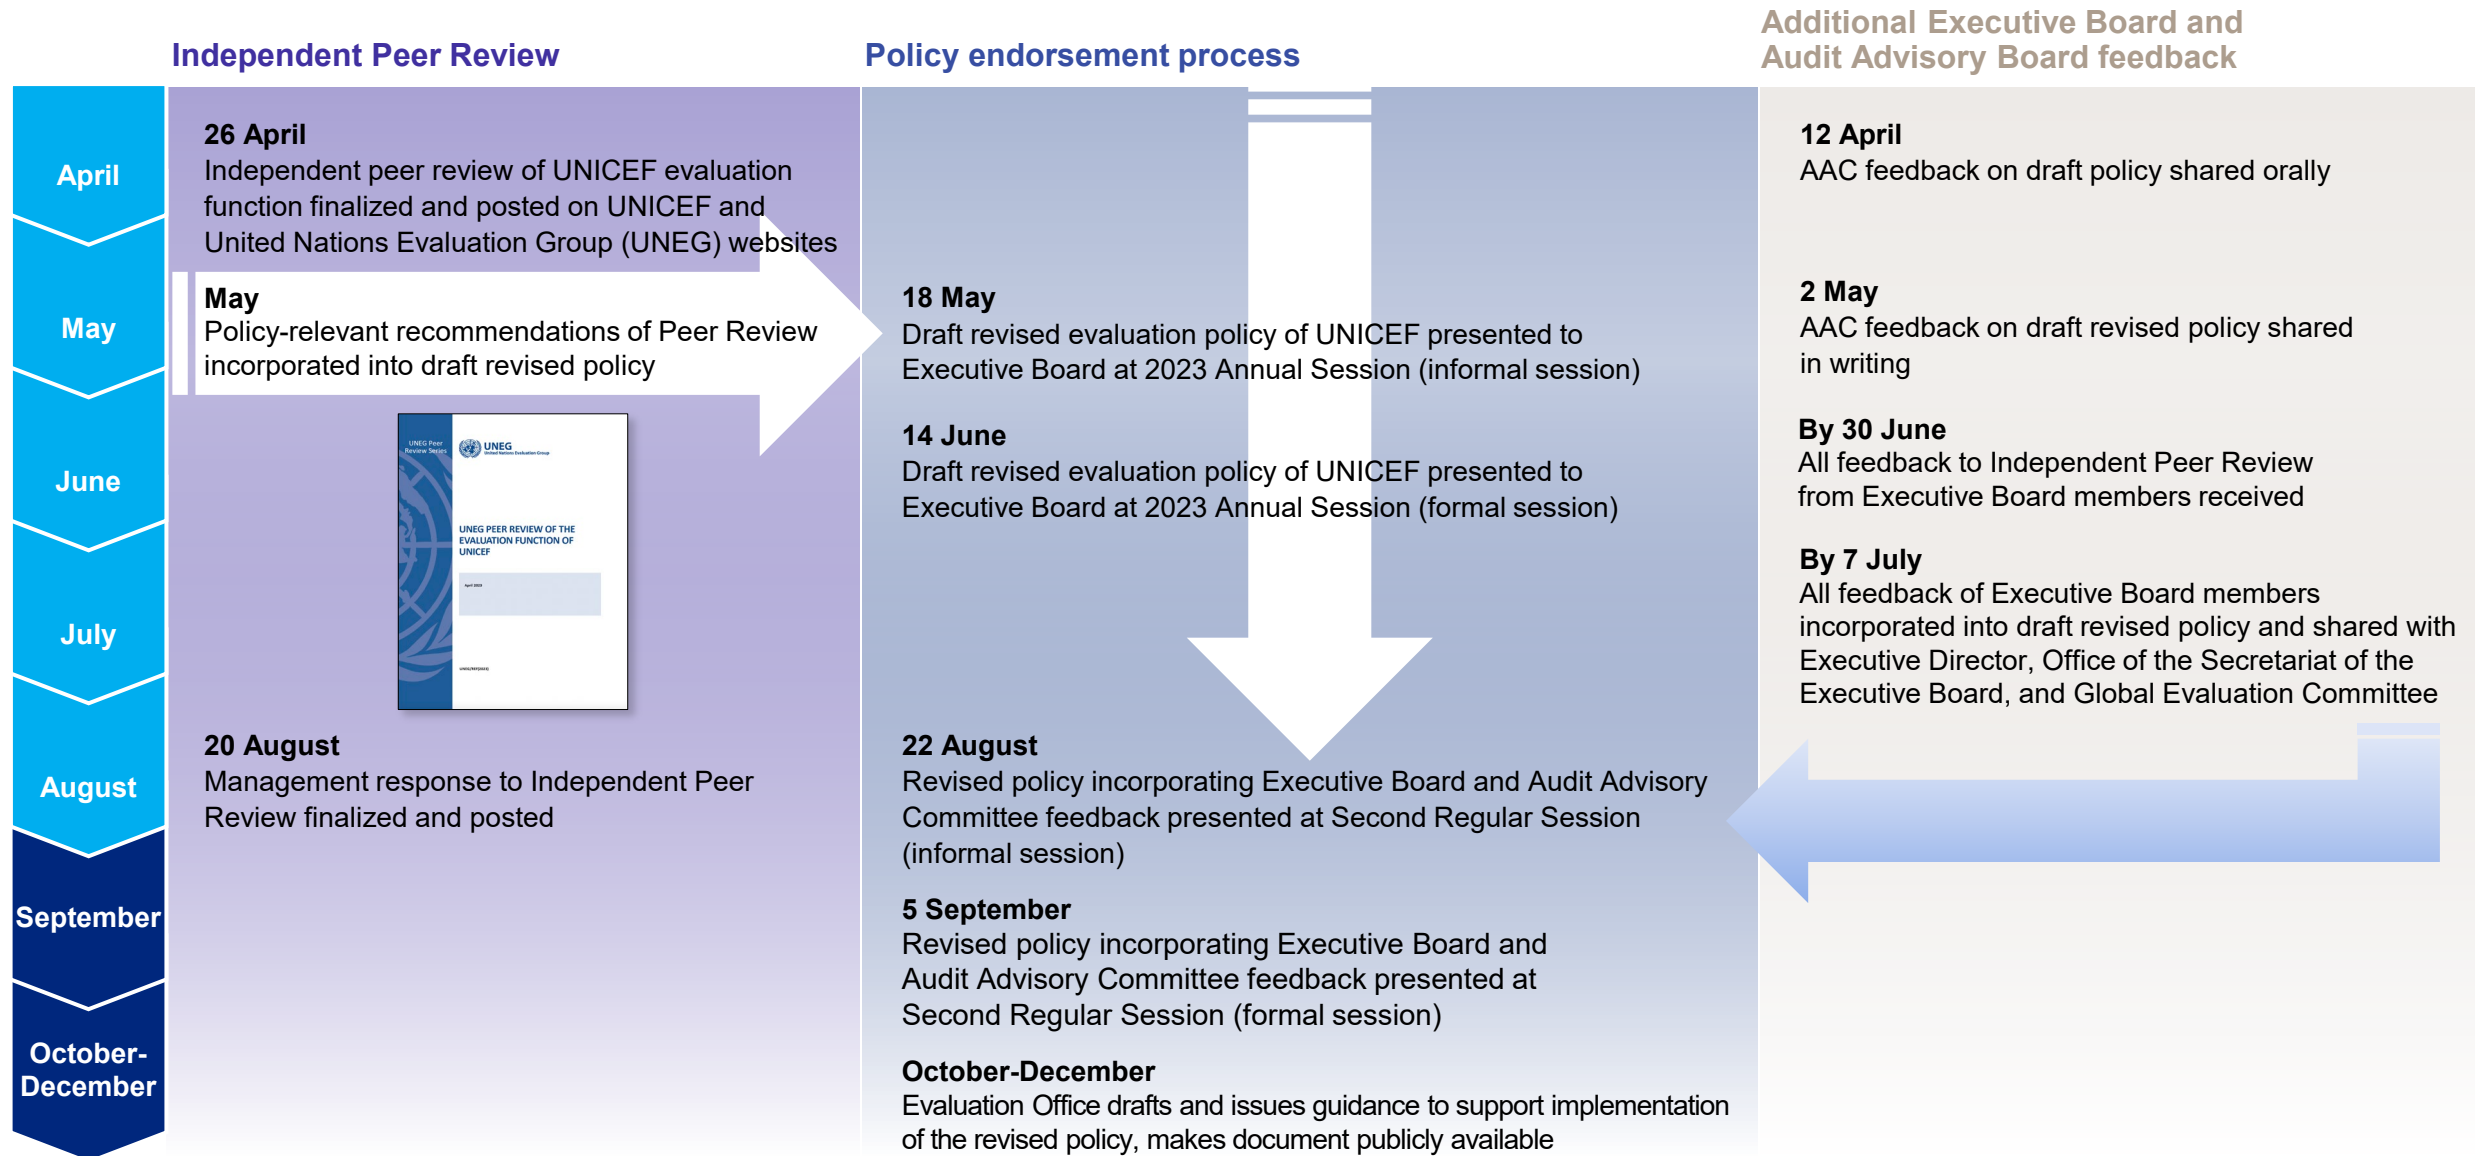 Independent Peer Review
Policy endorsement process
Additional Executive Board and
Audit Advisory Board feedback
April
May
June
July
August
September
October-
December
26 April
Independent peer review of UNICEF evaluation
function finalized and posted on UNICEF and
United Nations Evaluation Group (UNEG) websites
May
Policy-relevant recommendations of Peer Review
incorporated into draft revised policy
UNEG Peer
Review Series
UNEG
United Nations Evaluation Group
UNEG PEER REVIEW OF THE
EVALUATION FUNCTION OF
UNICEF
April 2023
20 August
Management response to Independent Peer
Review finalized and posted
18 May
Draft revised evaluation policy of UNICEF presented to
Executive Board at 2023 Annual Session (informal session)
14 June
Draft revised evaluation policy of UNICEF presented to
Executive Board at 2023 Annual Session (formal session)
22 August
Revised policy incorporating Executive Board and Audit Advisory
Committee feedback presented at Second Regular Session
(informal session)
5 September
Revised policy incorporating Executive Board and
Audit Advisory Committee feedback presented at
Second Regular Session (formal session)
October-December
Evaluation Office drafts and issues guidance to support implementation
of the revised policy, makes document publicly available
12 April
AAC feedback on draft policy shared orally
2 May
AAC feedback on draft revised policy shared
in writing
By 30 June
All feedback to Independent Peer Review
from Executive Board members received
By 7 July
All feedback of Executive Board members
incorporated into draft revised policy and shared with
Executive Director, Office of the Secretariat of the
Executive Board, and Global Evaluation Committee